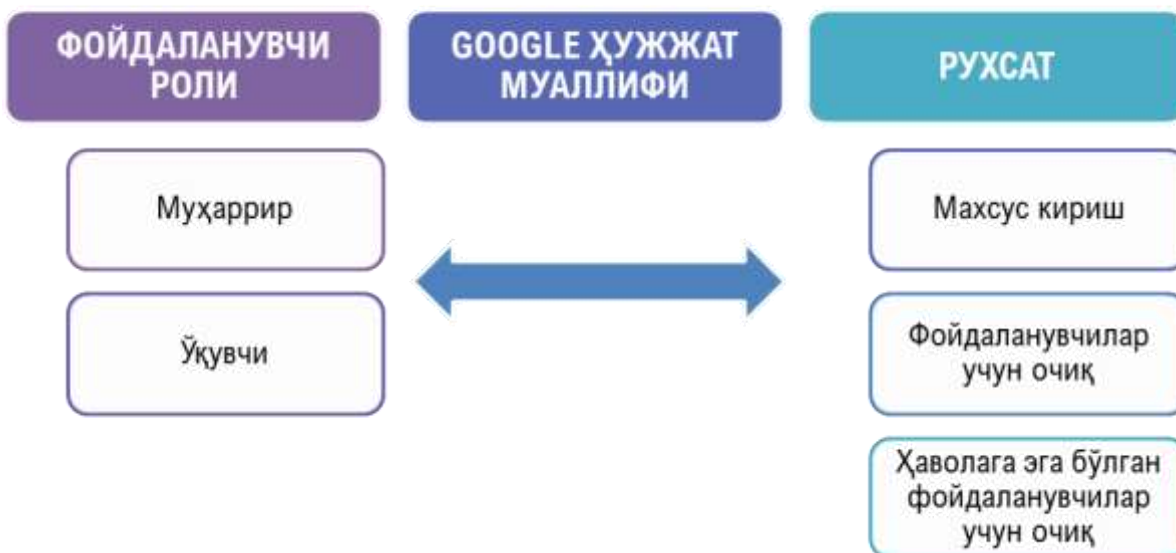 ФОЙДАЛАНУВЧИ
РОЛИ
GOOGLE ҲУЖЖАТ
МУАЛЛИФИ
РУХСАТ
Муҳаррир
Ўқувчи
Махсус кириш
Фойдаланувчилар
учун очиқ
Ҳаволага эга бўлган
фойдаланувчилар
учун очиқ